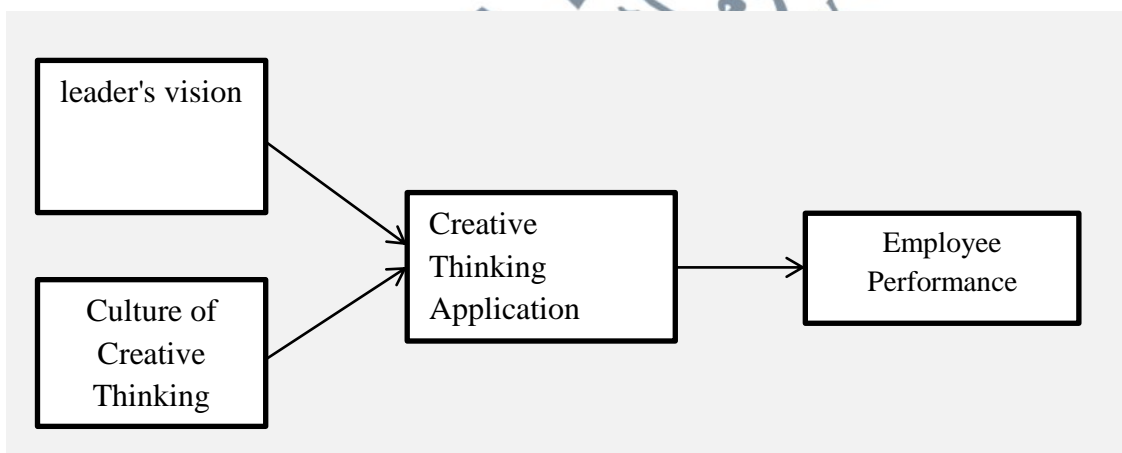 leader's vision
Culture of
Creative
Thinking
Creative
Thinking
Application
Employee
Performance